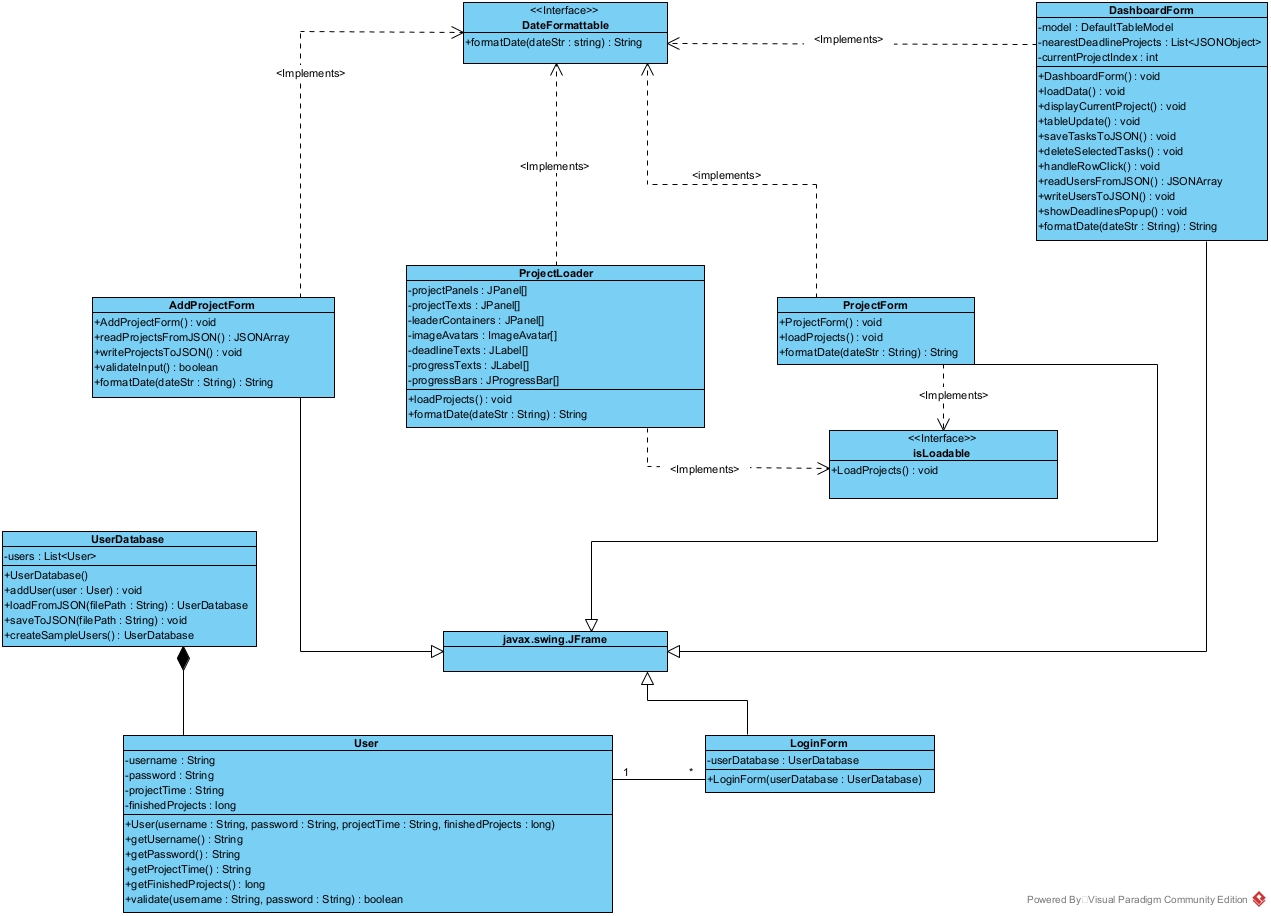 <<Interface>>
DateFormattable
+formatDate(dateStr : string) : String
DashboardForm
-model : DefaultTableModel
-nearestDeadlineProjects : List<JSONObject>
-currentProjectIndex : int
+DashboardForm() : void
+loadData() : void
+displayCurrentProject() : void
+tableUpdate() : void
+saveTasksToJSON() : void
+deleteSelectedTasks() : void
+handleRowClick() : void
+readUsersFromJSON() : JSONArray
+writeUsersToJSON() : void
+showDeadlinesPopup() : void
+formatDate(dateStr : String) : String
<Implements>
<Implements>
<Implements>
<implements>
AddProjectForm
+AddProjectForm() : void
+readProjectsFromJSON() : JSONArray
+writeProjectsToJSON() : void
+validateInput() : boolean
+formatDate(dateStr : String) : String
ProjectLoader
-projectPanels : JPanel[]
-projectTexts : JPanel[]
-leaderContainers : JPanel[]
-imageAvatars : ImageAvatar[]
-deadlineTexts : JLabel[]
-progressTexts : JLabel[]
-progressBars : JProgressBar[]
+loadProjects() : void
+formatDate(dateStr : String) : String
ProjectForm
+ProjectForm() : void
+loadProjects() : void
+formatDate(dateStr : String) : String
<Implements>
<<Interface>>
isLoadable
+LoadProjects() : void
<Implements>
UserDatabase
-users : List<User>
+UserDatabase()
+addUser(user : User) : void
+loadFromJSON(filePath : String) : UserDatabase
+saveToJSON(filePath : String) : void
+createSampleUsers() : UserDatabase
javax.swing.JFrame
User
-username : String
-password : String
-projectTime : String
-finishedProjects : long
+User(username : String, password : String, projectTime : String, finishedProjects : long)
+getUsername() : String
+getPassword() : String
+getProjectTime() : String
+getFinishedProjects() : long
+validate(username : String, password : String) : boolean
1
*
LoginForm
-userDatabase : UserDatabase
+LoginForm(userDatabase : UserDatabase)
Powered By Visual Paradigm Community Edition